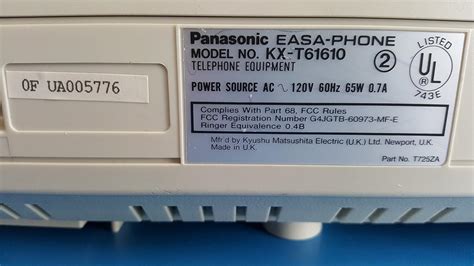 0F UA005776
Panasonic EASA-PHONE
MODEL NO. KX-T61610
TELEPHONE EQUIPMENT
2
POWER SOURCE AC ~ 120V 60Hz 65W 0.7A
LISTED
UL
®
743E
Complies With Part 68, FCC Rules
FCC Registration Number G4JGTB-60973-MF-E
Ringer Equivalence 0.4B
Mfr'd by Kyushu Matsushita Electric (U.K.) Ltd. Newport, U.K.
Made in U.K.
Part No. T725ZA